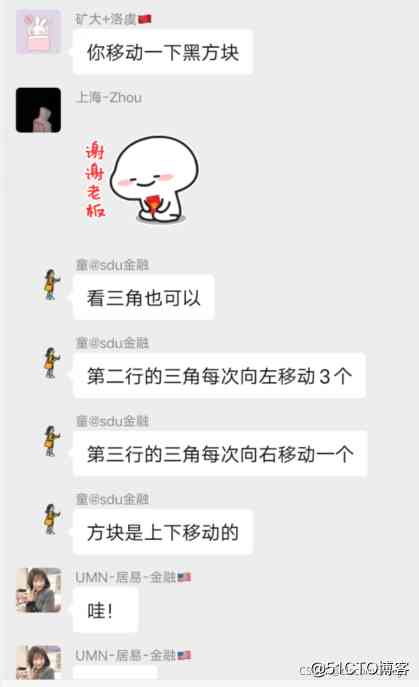 矿大+洛虞🇨🇳
你移动一下黑方块
上海-Zhou
谢谢老板
童@sdu金融
看三角也可以
童@sdu金融
第二行的三角每次向左移动3个
童@sdu金融
第三行的三角每次向右移动一个
童@sdu金融
方块是上下移动的
UMN-居易-金融🇺🇸
哇!
UMN-居易-金融🇺🇸
@51CTO博客